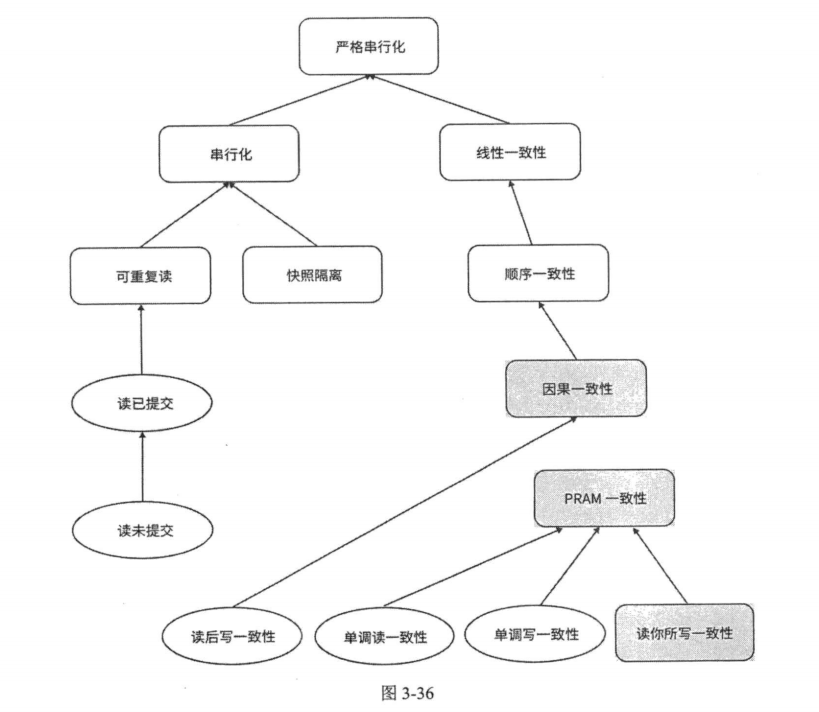 严格串行化
串行化
线性一致性
可重复读
快照隔离
顺序一致性
因果一致性
读已提交
PRAM 一致性
读未提交
读后写一致性
单调读一致性
单调写一致性
读你所写一致性
图 3-36